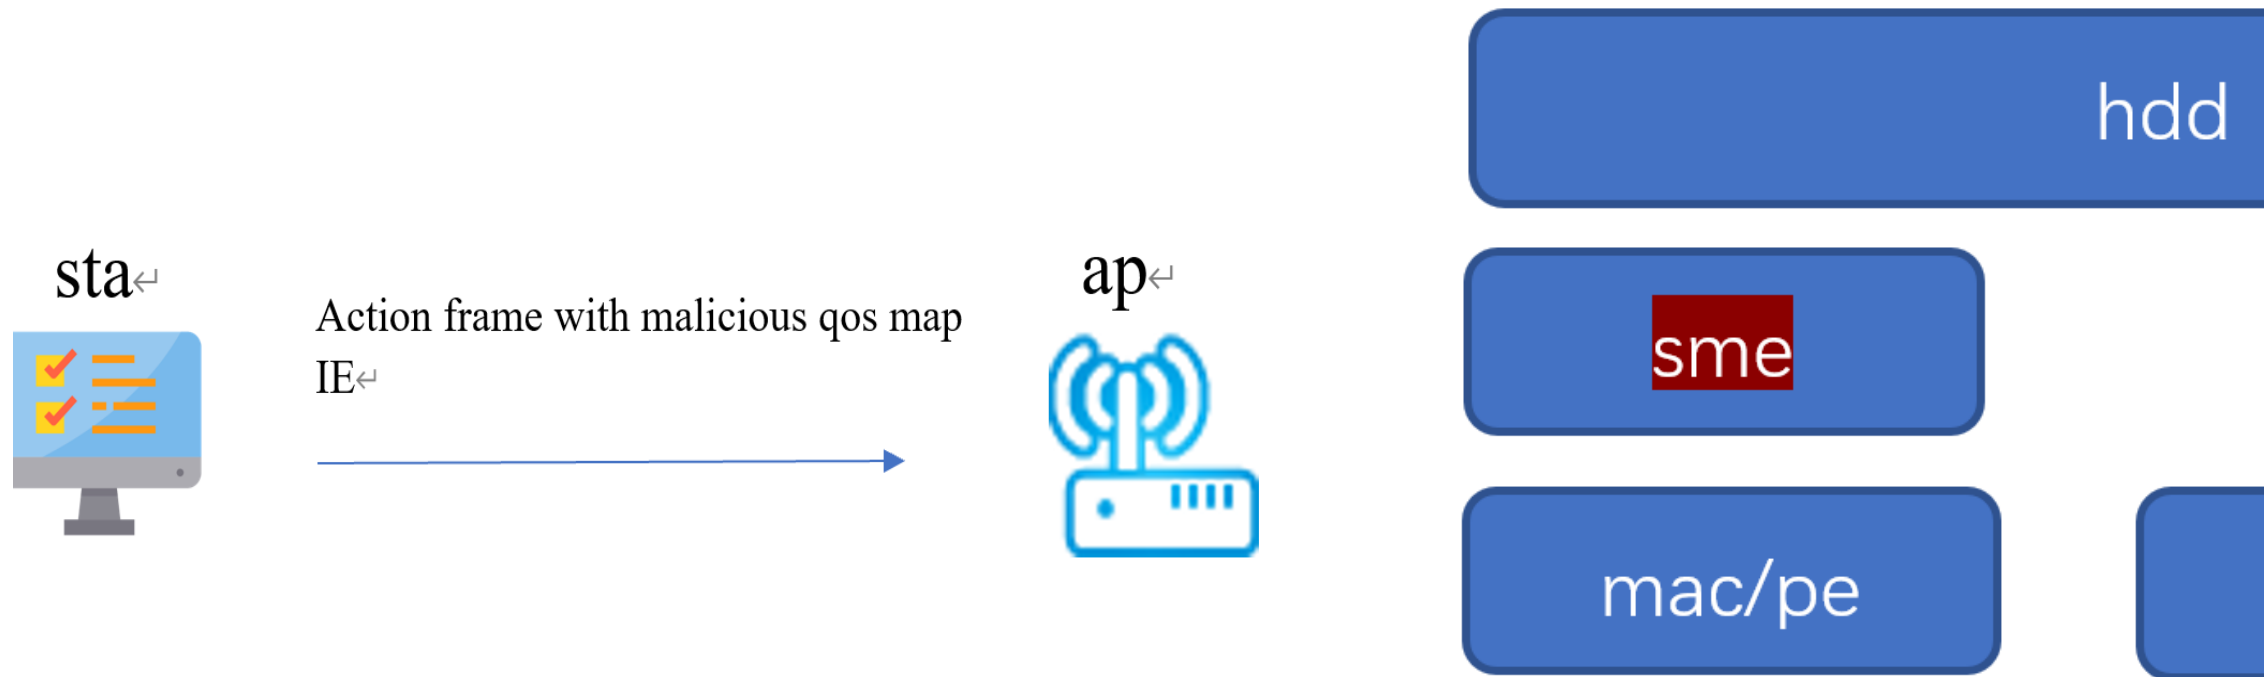 hdd
sta
ap
Action frame with malicious qos map
IE
sme
mac/pe